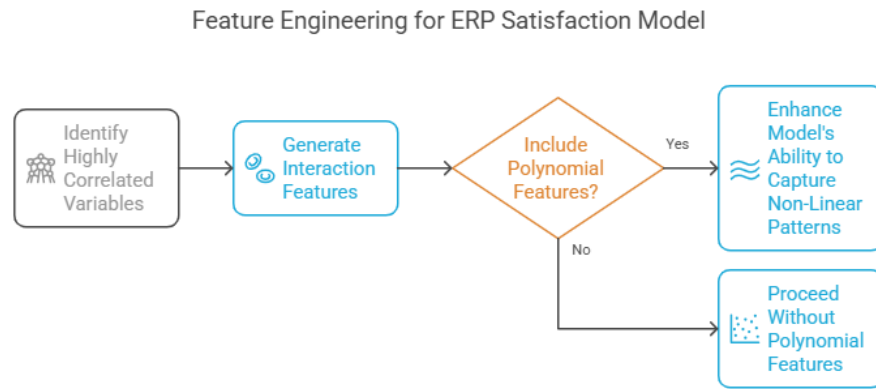 Feature Engineering for ERP Satisfaction Model
Identify
Highly
Correlated
Variables
Generate
Interaction
Features
Include
Polynomial
Features?
Yes
Enhance
Model's
Ability to
Capture
Non-Linear
Patterns
No
Proceed
Without
Polynomial
Features